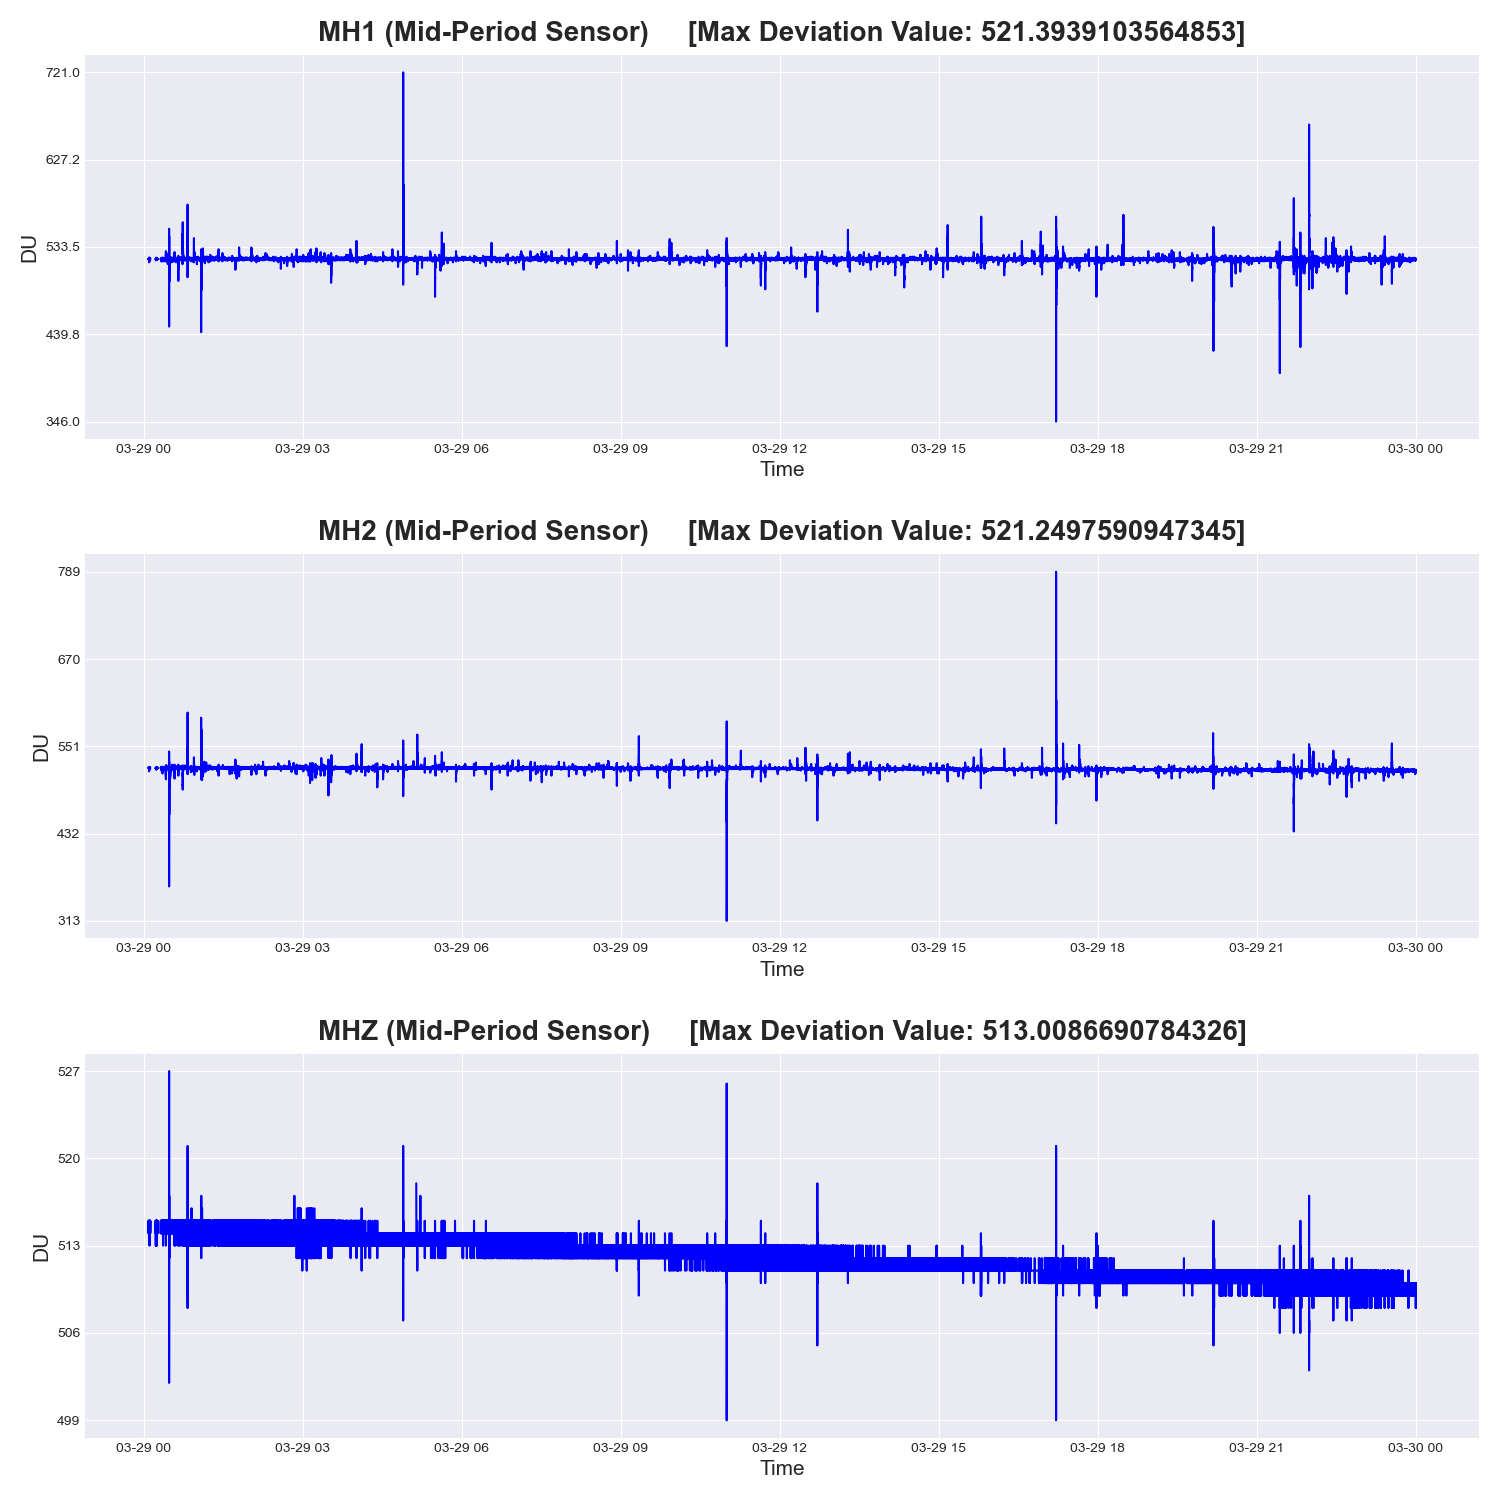 MH1 (Mid-Period Sensor) [Max Deviation Value: 521.3939103564853]
721.0
627.2
533.5
439.8
346.0
DU
03-29 00 03-29 03 03-29 06 03-29 09 03-29 12 03-29 15 03-29 18 03-29 21 03-30 00
Time
MH2 (Mid-Period Sensor) [Max Deviation Value: 521.2497590947345]
789
670
551
432
313
DU
03-29 00 03-29 03 03-29 06 03-29 09 03-29 12 03-29 15 03-29 18 03-29 21 03-30 00
Time
MHZ (Mid-Period Sensor) [Max Deviation Value: 513.0086690784326]
527
520
513
506
499
DU
03-29 00 03-29 03 03-29 06 03-29 09 03-29 12 03-29 15 03-29 18 03-29 21 03-30 00
Time